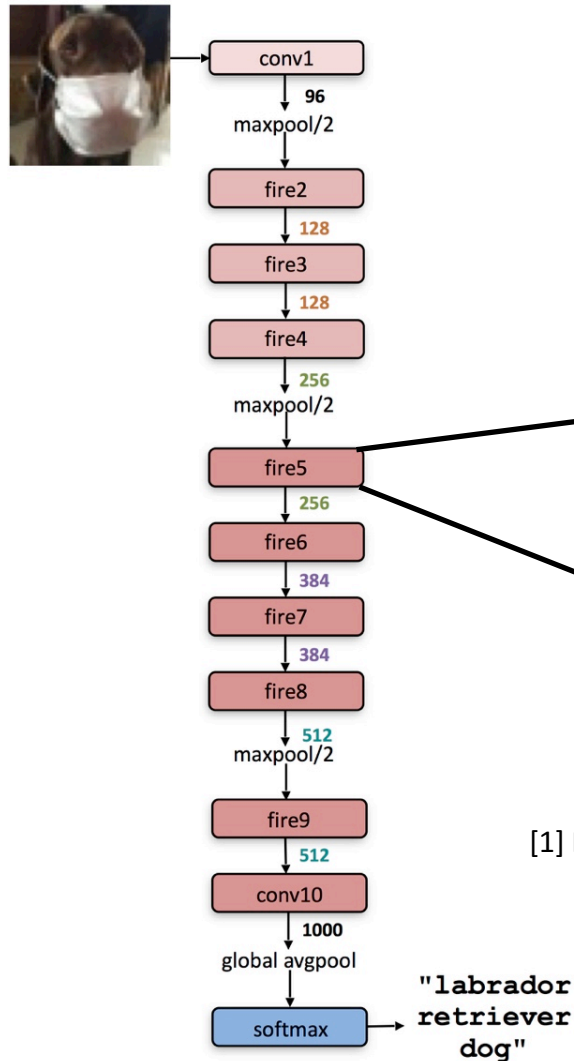 conv1
96
maxpool/2
fire2
128
fire3
128
fire4
256
maxpool/2
fire5
256
fire6
384
fire7
384
fire8
512
maxpool/2
fire9
512
[1]
conv10
1000
global avgpool
softmax
"labrador
retriever
dog"